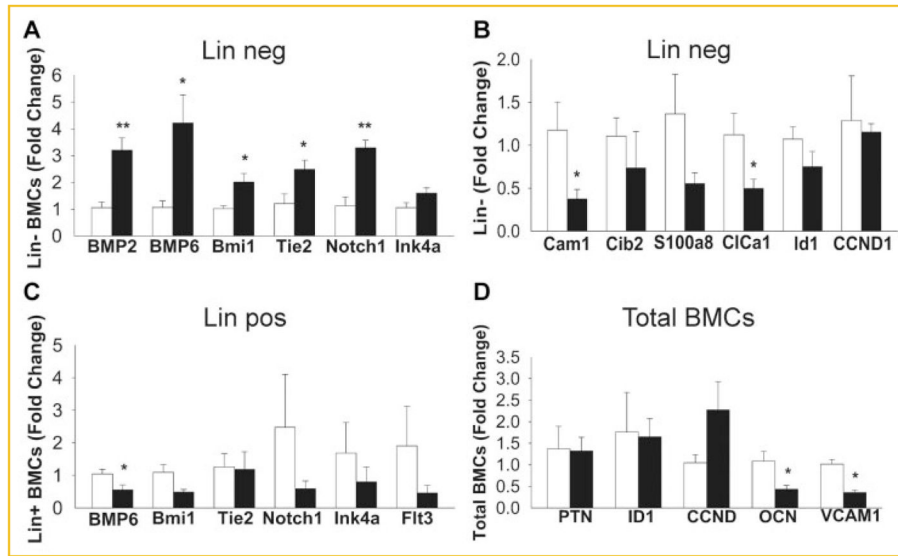 A
Lin neg
Lin- BMCs (Fold Change)
6
5
4
3
2
1
0
**
*
*
*
**
BMP2 BMP6 Bmi1 Tie2 Notch1 Ink4a
B
Lin neg
Lin- (Fold Change)
2.0
1.5
1.0
0.5
0.0
*
*
Cam1 Cib2 S100a8 ClCa1 Id1 CCND1
C
Lin pos
Lin+ BMCs (Fold Change)
5
4
3
2
1
0
*
BMP6 Bmi1 Tie2 Notch1 Ink4a Flt3
D
Total BMCs
Total BMCs (Fold Change)
3.5
3.0
2.5
2.0
1.5
1.0
0.5
0.0
*
*
PTN ID1 CCND OCN VCAM1